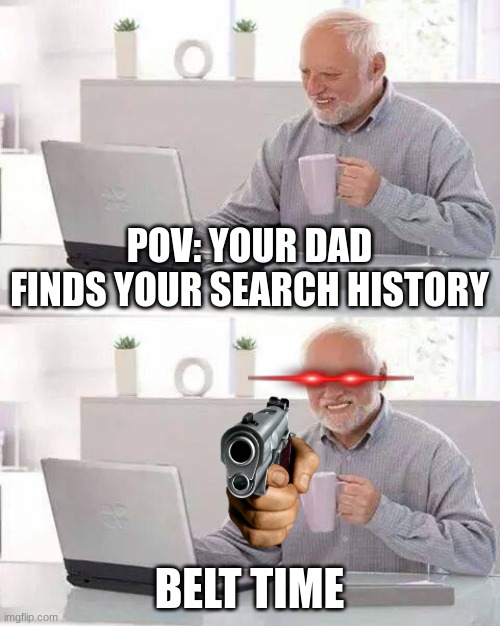 POV: YOUR DAD
FINDS YOUR SEARCH HISTORY
BELT TIME
imgflip.com